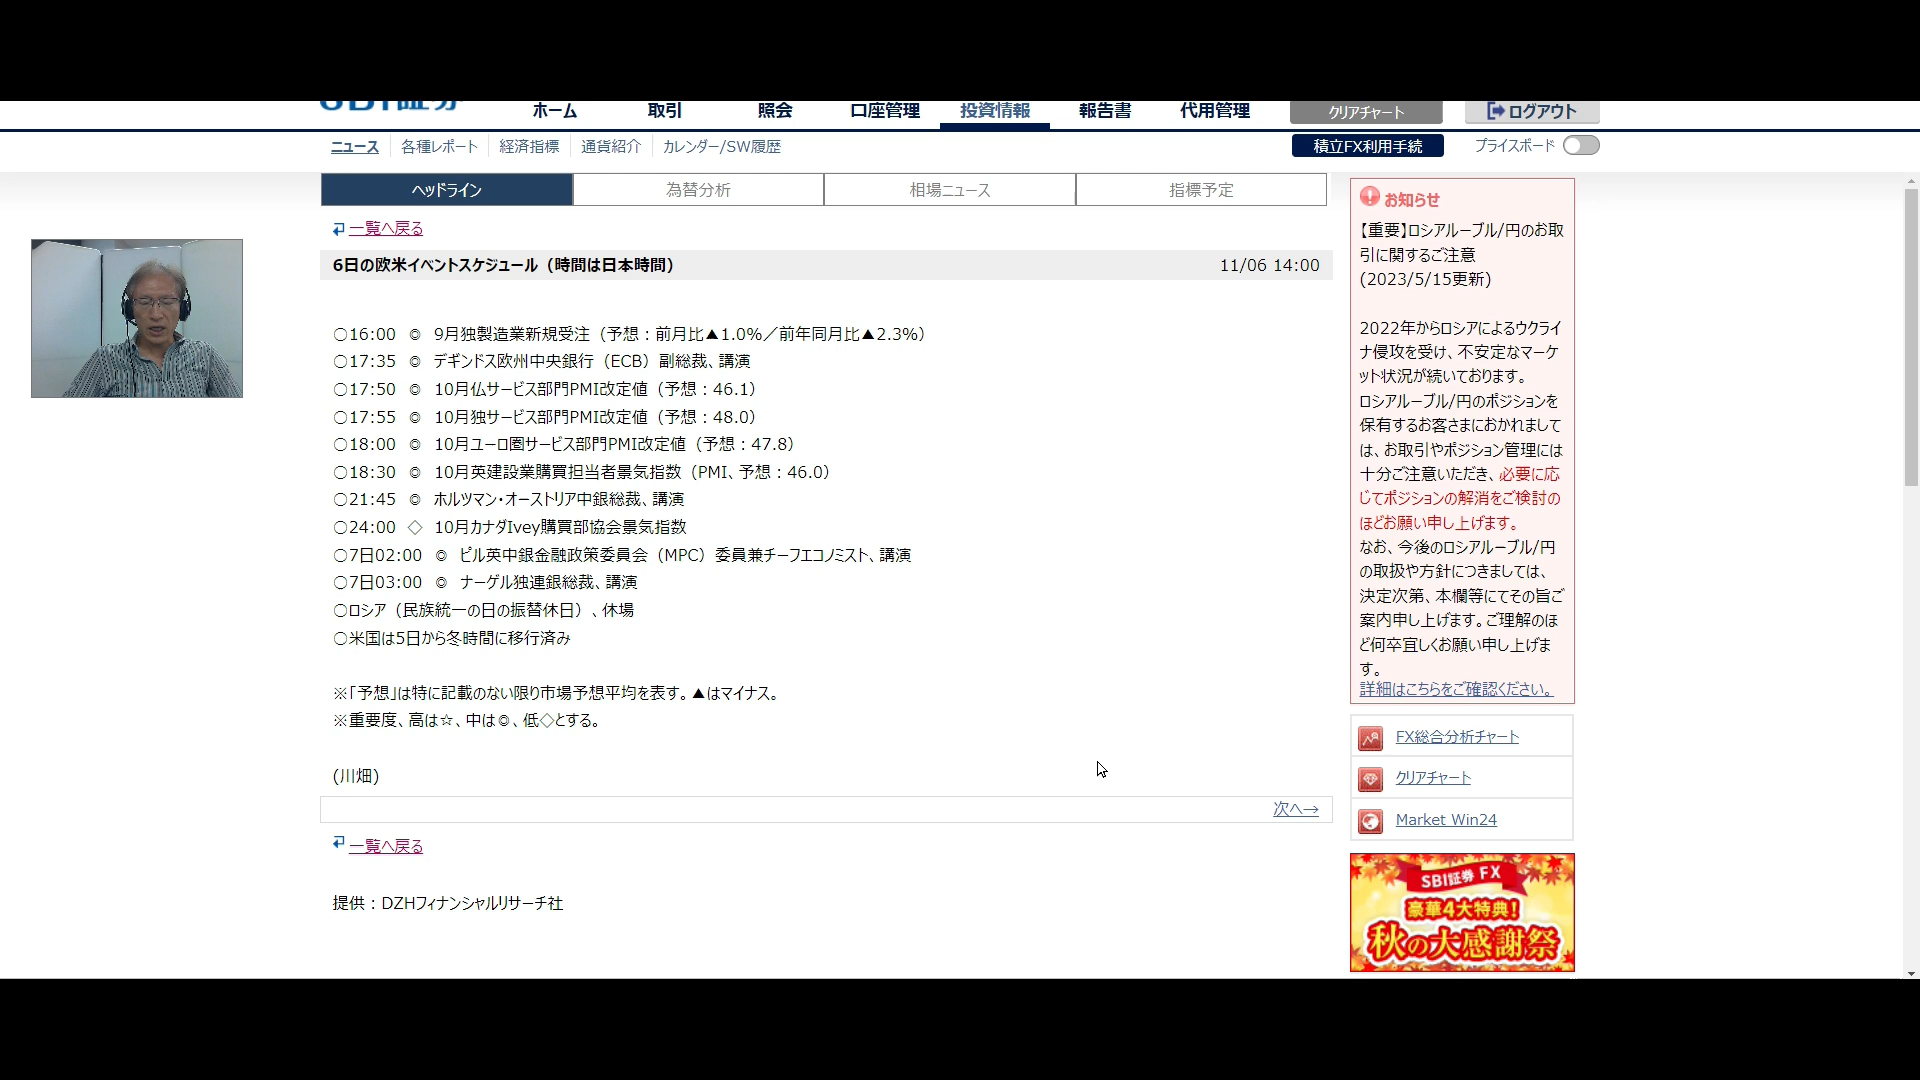 SBI証券
ホーム 取引 照会 口座管理 投資情報 報告書 代用管理 クリアチャート ログアウト
ニュース 各種レポート 経済指標 通貨紹介 カレンダー/SW履歴 積立FX利用手続 プライスボード
ヘッドライン 為替分析 相場ニュース 指標予定
一覧へ戻る
6日の欧米イベントスケジュール（時間は日本時間） 11/06 14:00
○16:00 ◎ 9月独製造業新規受注（予想：前月比▲1.0%／前年同月比▲2.3%）
○17:35 ◎ デギンドス欧州中央銀行（ECB）副総裁、講演
○17:50 ◎ 10月仏サービス部門PMI改定値（予想：46.1）
○17:55 ◎ 10月独サービス部門PMI改定値（予想：48.0）
○18:00 ◎ 10月ユーロ圏サービス部門PMI改定値（予想：47.8）
○18:30 ◎ 10月英建設業購買担当者景気指数（PMI、予想：46.0）
○21:45 ◎ ホルツマン・オーストリア中銀総裁、講演
○24:00 ◇ 10月カナダIvey購買部協会景気指数
○7日02:00 ◎ ピル英中銀金融政策委員会（MPC）委員兼チーフエコノミスト、講演
○7日03:00 ◎ ナーゲル独連銀総裁、講演
○ロシア（民族統一の日の振替休日）、休場
○米国は5日から冬時間に移行済み
※「予想」は特に記載のない限り市場予想平均を表す。▲はマイナス。
※重要度、高は☆、中は◎、低◇とする。
(川畑)
次へ→
一覧へ戻る
提供：DZHフィナンシャルリサーチ社
お知らせ
【重要】ロシアルーブル/円のお取
引に関するご注意
(2023/5/15更新)
2022年からロシアによるウクライ
ナ侵攻を受け、不安定なマーケ
ット状況が続いております。
ロシアルーブル/円のポジションを
保有するお客さまにおかれまして
は、お取引やポジション管理には
十分ご注意いただき、必要に応
じてポジションの解消をご検討の
ほどお願い申し上げます。
なお、今後のロシアルーブル/円
の取扱や方針につきましては、
決定次第、本欄等にてその旨ご
案内申し上げます。ご理解のほ
ど何卒宜しくお願い申し上げま
す。
詳細はこちらをご確認ください。
FX総合分析チャート
クリアチャート
Market Win24
SBI証券 FX
豪華4大特典!
秋の大感謝祭